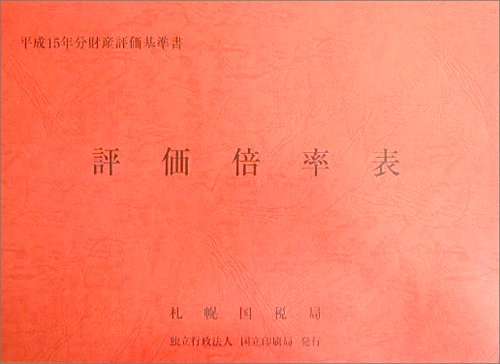 平成15年分財産評価基準書
評価倍率表
札幌国税局
独立行政法人 国立印刷局 発行